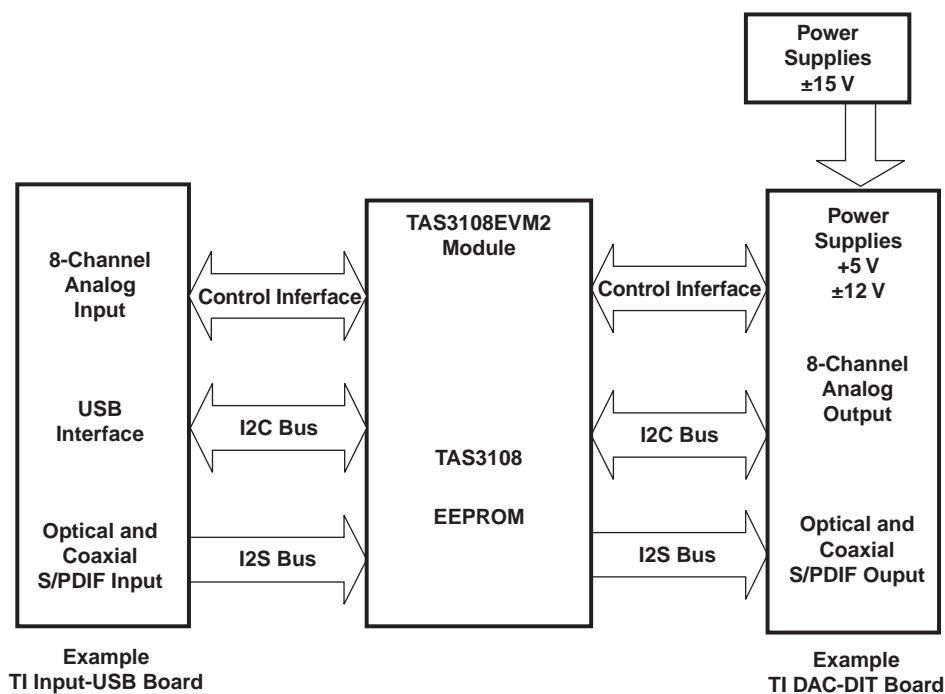 Power
Supplies
±15 V
8-Channel
Analog
Input
USB
Interface
Optical and
Coaxial
S/PDIF Input
Example
TI Input-USB Board
Control Inferface
I2C Bus
I2S Bus
TAS3108EVM2
Module
TAS3108
EEPROM
Control Inferface
I2C Bus
I2S Bus
Power
Supplies
+5 V
±12 V
8-Channel
Analog
Output
Optical and
Coaxial
S/PDIF Ouput
Example
TI DAC-DIT Board